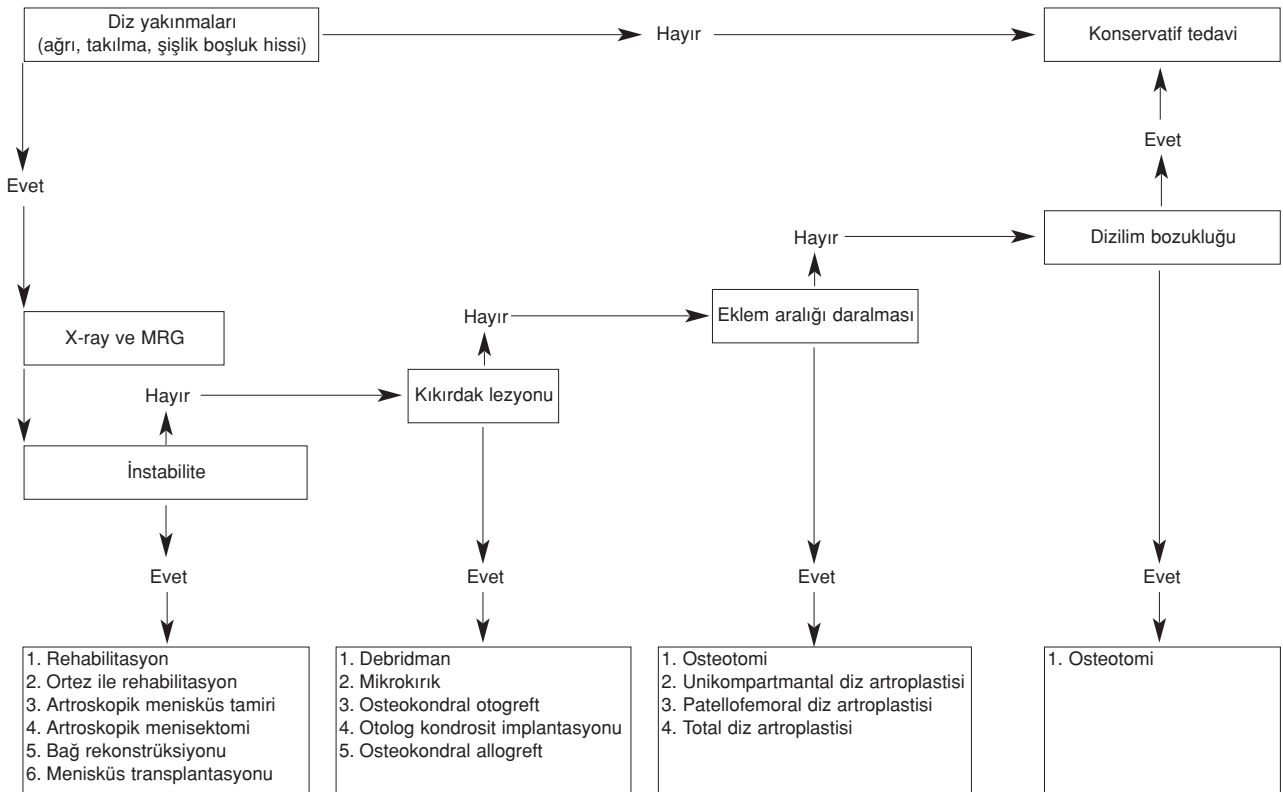 Diz yakınmaları
(ağrı, takılma, şişlik boşluk hissi)
Hayır
Konservatif tedavi
Evet
Evet
Hayır
Dizilim bozukluğu
Hayır
Eklem aralığı daralması
X-ray ve MRG
Hayır
Kıkırdak lezyonu
İnstabilite
Evet
Evet
Evet
Evet
1. Rehabilitasyon
2. Ortez ile rehabilitasyon
3. Artroskopik menisküs tamiri
4. Artroskopik menisektomi
5. Bağ rekonstrüksiyonu
6. Menisküs transplantasyonu
1. Debridman
2. Mikrokırık
3. Osteokondral otogreft
4. Otolog kondrosit implantasyonu
5. Osteokondral allogreft
1. Osteotomi
2. Unikompartmantal diz artroplastisi
3. Patellofemoral diz artroplastisi
4. Total diz artroplastisi
1. Osteotomi